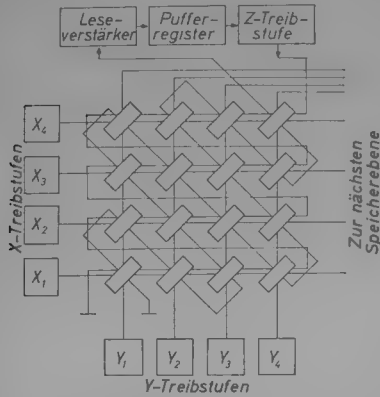 Lese-
verstärker
Puffer-
register
Z-Treib-
stufe
X₄
X₃
X₂
X₁
X-Treibstufen
Zur nächsten
Speicherebene
Y₁
Y₂
Y₃
Y₄
Y-Treibstufen